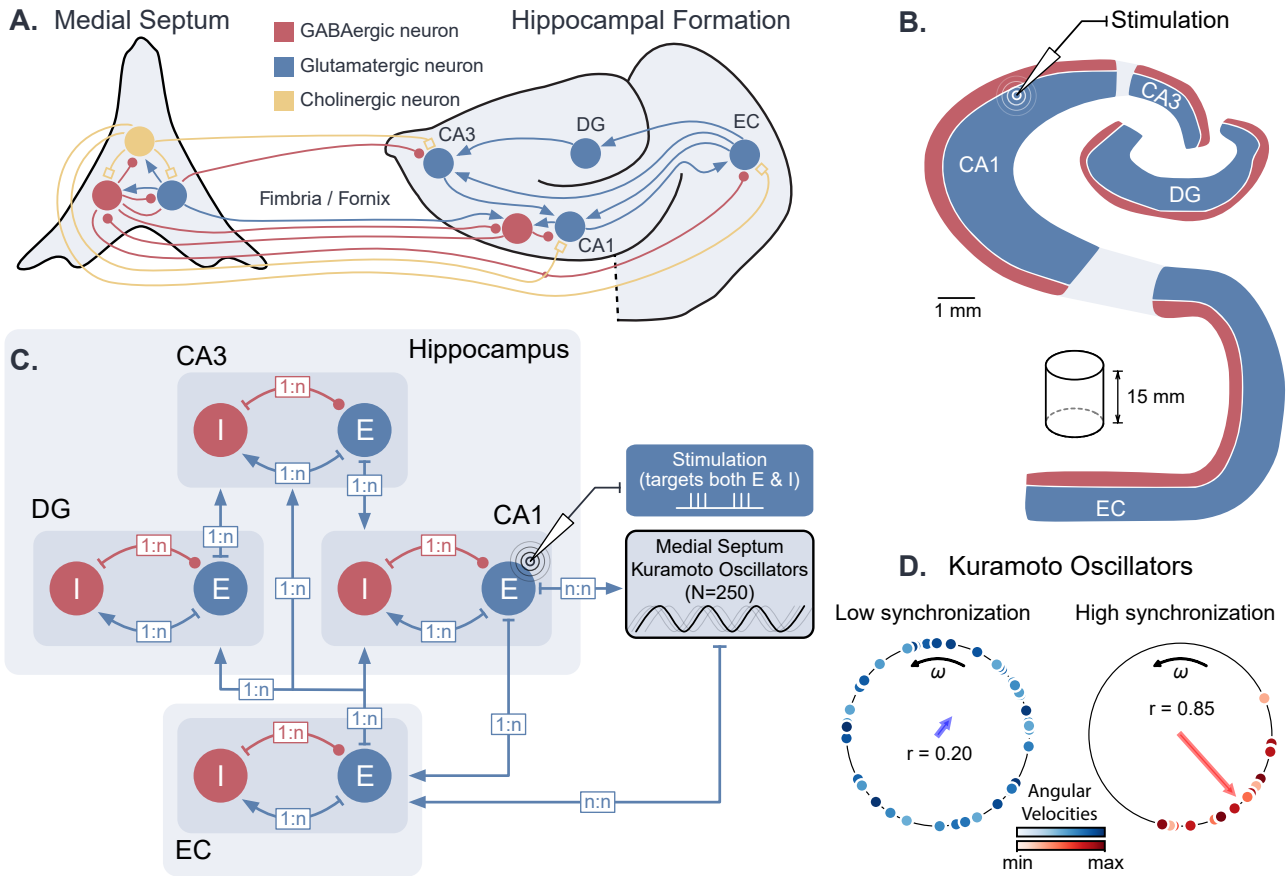 A. Medial Septum
Hippocampal Formation
GABAergic neuron
Glutamatergic neuron
Cholinergic neuron
CA3
DG
EC
Fimbria / Fornix
CA1
B.
Stimulation
CA3
CA1
DG
1 mm
15 mm
EC
C.
Hippocampus
CA3
1:n
I
E
1:n
1:n
DG
CA1
1:n
1:n
I
E
1:n
1:n
1:n
I
E
1:n
n:n
Stimulation
(targets both E & I)
Medial Septum
Kuramoto Oscillators
(N=250)
1:n
1:n
1:n
1:n
I
E
1:n
n:n
EC
D. Kuramoto Oscillators
Low synchronization
High synchronization
ω
r = 0.20
ω
r = 0.85
Angular
Velocities
min
max